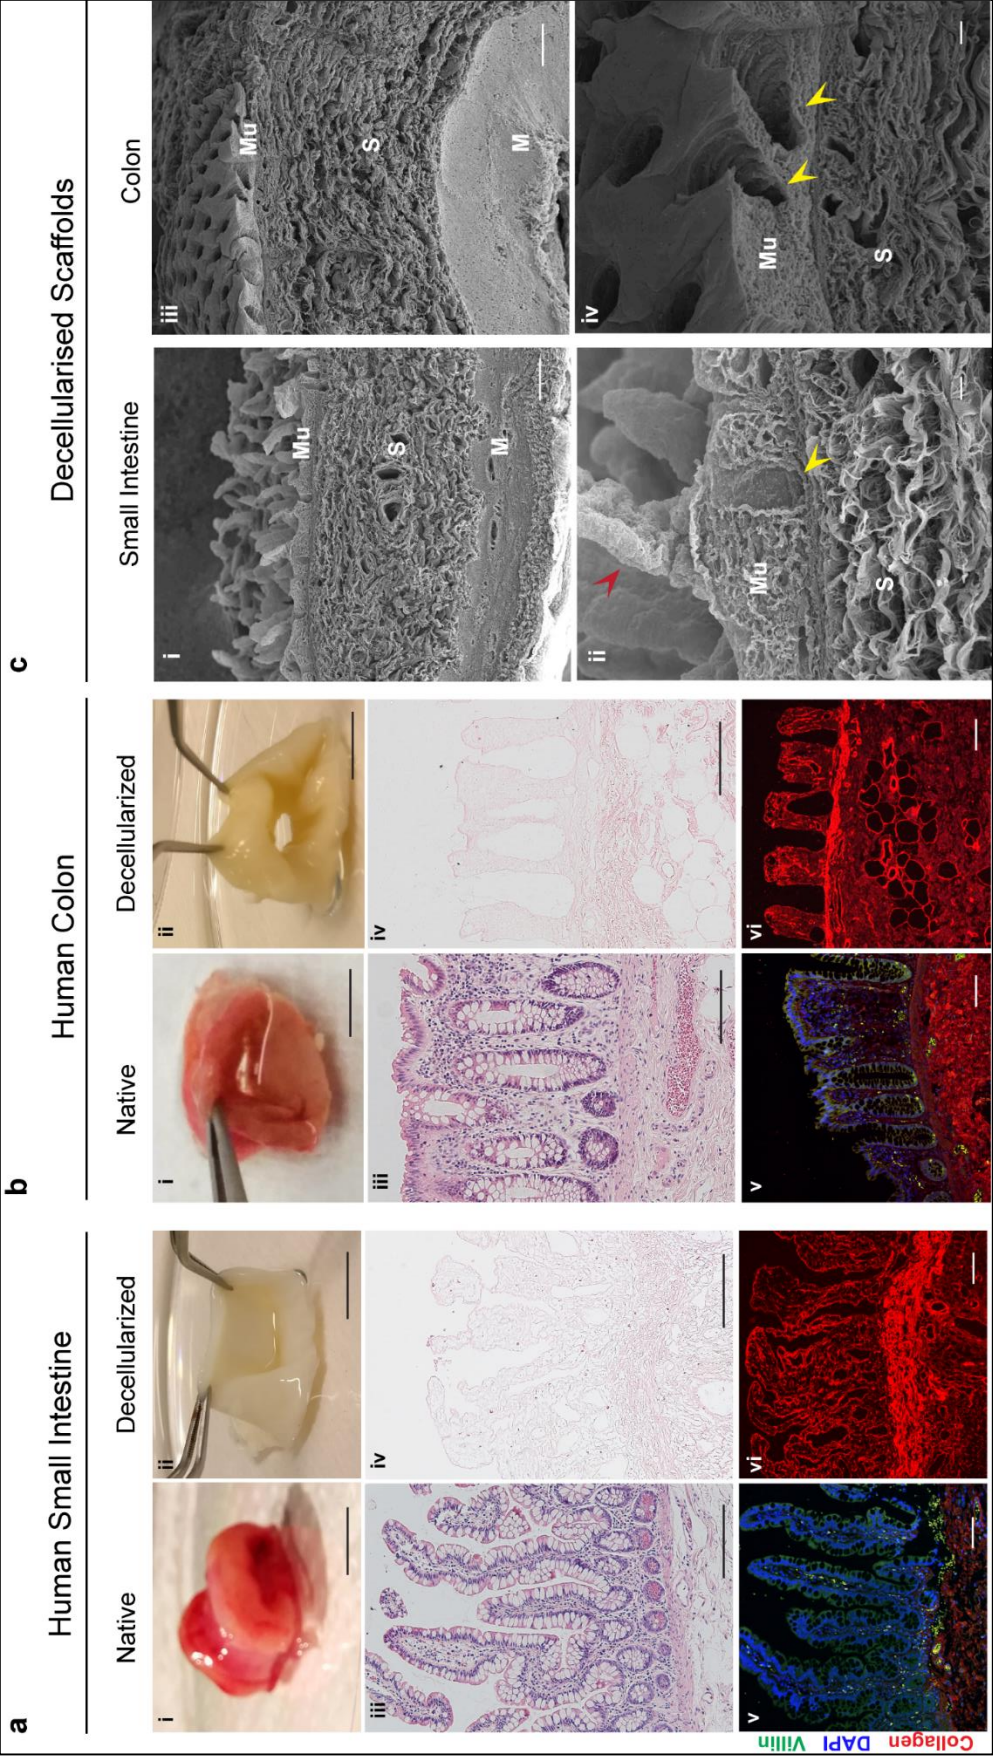 a
Human Small Intestine
Native
Decellularized
i
ii
iii
iv
v
vi
Collagen DAPI Villin
b
Human Colon
Native
Decellularized
i
ii
iii
iv
v
vi
c
Decellularised Scaffolds
Small Intestine
Colon
i
Mu
S
M
iii
Mu
S
M
ii
Mu
S
iv
Mu
S